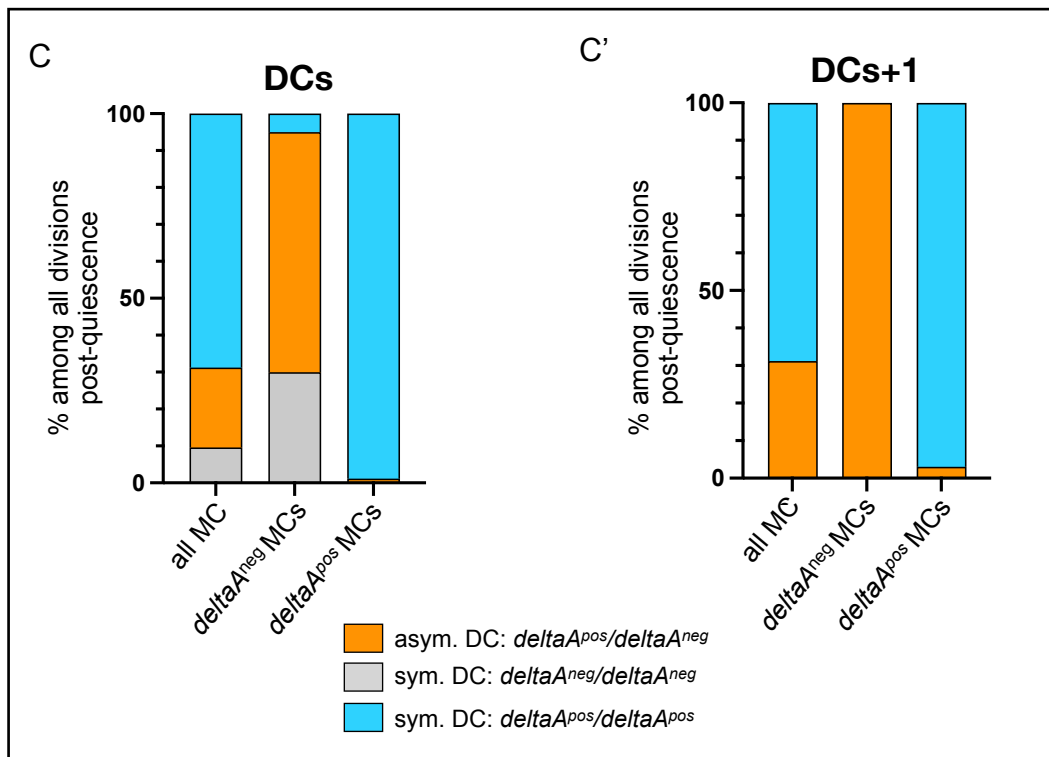 C
DCs
100
50
0
% among all divisions
post-quiescence
all MC
deltaAneg MCs
deltaApos MCs
C’
DCs+1
100
50
0
% among all divisions
post-quiescence
all MC
deltaAneg MCs
deltaApos MCs
asym. DC: deltaApos/deltaAneg
sym. DC: deltaAneg/deltaAneg
sym. DC: deltaApos/deltaApos